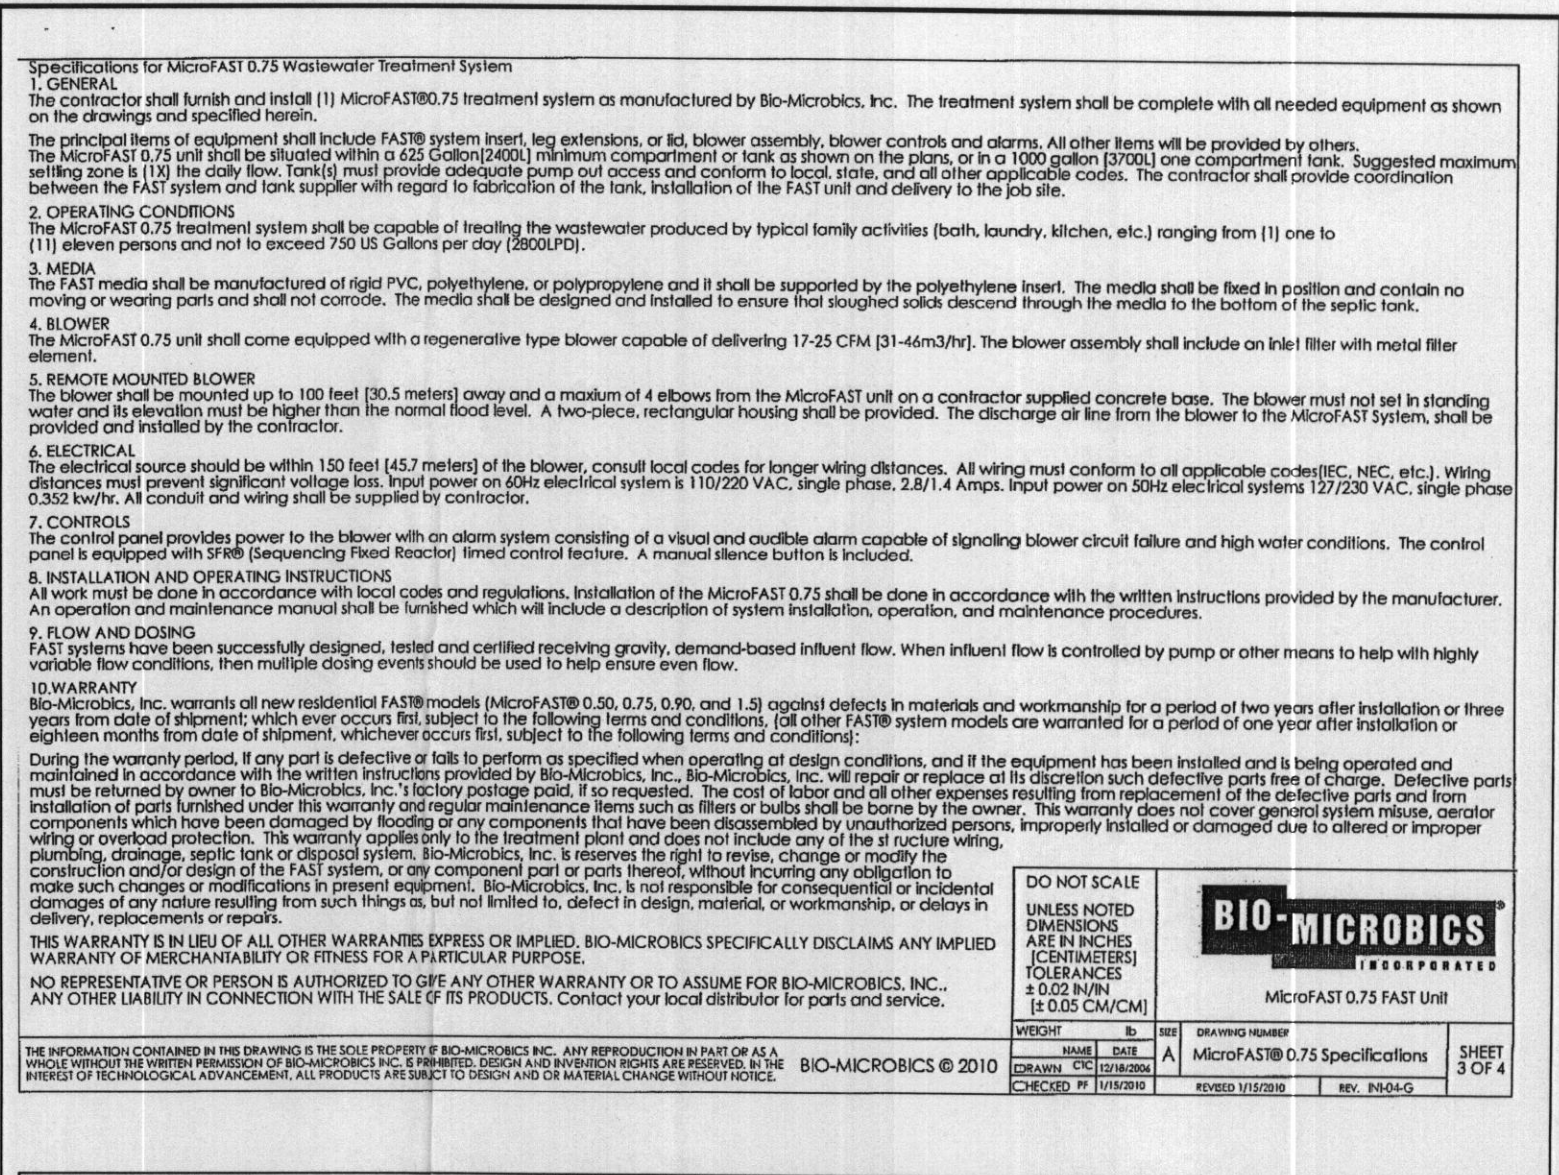 Specifications for MicroFAST 0.75 Wastewater Treatment System
1. GENERAL
The contractor shall furnish and install (1) MicroFAST®0.75 treatment system as manufactured by Bio-Microbics, Inc. The treatment system shall be complete with all needed equipment as shown
on the drawings and specified herein.
The principal items of equipment shall include FAST® system insert, leg extensions, or lid, blower assembly, blower controls and alarms. All other items will be provided by others.
The MicroFAST 0.75 unit shall be situated within a 625 Gallon[2400L] minimum compartment or tank as shown on the plans, or in a 1000 gallon [3700L] one compartment tank. Suggested maximum
settling zone is (1X) the daily flow. Tank(s) must provide adequate pump out access and conform to local, state, and all other applicable codes. The contractor shall provide coordination
between the FAST system and tank supplier with regard to fabrication of the tank, installation of the FAST unit and delivery to the job site.
2. OPERATING CONDITIONS
The MicroFAST 0.75 treatment system shall be capable of treating the wastewater produced by typical family activities (bath, laundry, kitchen, etc.) ranging from (1) one to
(11) eleven persons and not to exceed 750 US Gallons per day (2800LPD).
3. MEDIA
The FAST media shall be manufactured of rigid PVC, polyethylene, or polypropylene and it shall be supported by the polyethylene insert. The media shall be fixed in position and contain no
moving or wearing parts and shall not corrode. The media shall be designed and installed to ensure that sloughed solids descend through the media to the bottom of the septic tank.
4. BLOWER
The MicroFAST 0.75 unit shall come equipped with a regenerative type blower capable of delivering 17-25 CFM [31-46m3/hr]. The blower assembly shall include an inlet filter with metal filter
element.
5. REMOTE MOUNTED BLOWER
The blower shall be mounted up to 100 feet [30.5 meters] away and a maxium of 4 elbows from the MicroFAST unit on a contractor supplied concrete base. The blower must not set in standing
water and its elevation must be higher than the normal flood level. A two-piece, rectangular housing shall be provided. The discharge air line from the blower to the MicroFAST System, shall be
provided and installed by the contractor.
6. ELECTRICAL
The electrical source should be within 150 feet [45.7 meters] of the blower, consult local codes for longer wiring distances. All wiring must conform to all applicable codes(IEC, NEC, etc.). Wiring
distances must prevent significant voltage loss. Input power on 60Hz electrical system is 110/220 VAC, single phase, 2.8/1.4 Amps. Input power on 50Hz electrical systems 127/230 VAC, single phase
0.352 kw/hr. All conduit and wiring shall be supplied by contractor.
7. CONTROLS
The control panel provides power to the blower with an alarm system consisting of a visual and audible alarm capable of signaling blower circuit failure and high water conditions. The control
panel is equipped with SFR® (Sequencing Fixed Reactor) timed control feature. A manual silence button is included.
8. INSTALLATION AND OPERATING INSTRUCTIONS
All work must be done in accordance with local codes and regulations. Installation of the MicroFAST 0.75 shall be done in accordance with the written instructions provided by the manufacturer.
An operation and maintenance manual shall be furnished which will include a description of system installation, operation, and maintenance procedures.
9. FLOW AND DOSING
FAST systems have been successfully designed, tested and certified receiving gravity, demand-based influent flow. When influent flow is controlled by pump or other means to help with highly
variable flow conditions, then multiple dosing events should be used to help ensure even flow.
10.WARRANTY
Bio-Microbics, Inc. warrants all new residential FAST® models (MicroFAST® 0.50, 0.75, 0.90, and 1.5) against defects in materials and workmanship for a period of two years after installation or three
years from date of shipment; which ever occurs first, subject to the following terms and conditions, (all other FAST® system models are warranted for a period of one year after installation or
eighteen months from date of shipment, whichever occurs first, subject to the following terms and conditions):
During the warranty period, if any part is defective or fails to perform as specified when operating at design conditions, and if the equipment has been installed and is being operated and
maintained in accordance with the written instructions provided by Bio-Microbics, Inc., Bio-Microbics, Inc. will repair or replace at its discretion such defective parts free of charge. Defective parts
must be returned by owner to Bio-Microbics, Inc.'s factory postage paid, if so requested. The cost of labor and all other expenses resulting from replacement of the defective parts and from
installation of parts furnished under this warranty and regular maintenance items such as filters or bulbs shall be borne by the owner. This warranty does not cover general system misuse, aerator
components which have been damaged by flooding or any components that have been disassembled by unauthorized persons, improperly installed or damaged due to altered or improper
wiring or overload protection. This warranty applies only to the treatment plant and does not include any of the st ructure wiring,
plumbing, drainage, septic tank or disposal system. Bio-Microbics, Inc. is reserves the right to revise, change or modify the
construction and/or design of the FAST system, or any component part or parts thereof, without incurring any obligation to
make such changes or modifications in present equipment. Bio-Microbics, Inc. is not responsible for consequential or incidental
damages of any nature resulting from such things as, but not limited to, defect in design, material, or workmanship, or delays in
delivery, replacements or repairs.
THIS WARRANTY IS IN LIEU OF ALL OTHER WARRANTIES EXPRESS OR IMPLIED. BIO-MICROBICS SPECIFICALLY DISCLAIMS ANY IMPLIED
WARRANTY OF MERCHANTABILITY OR FITNESS FOR A PARTICULAR PURPOSE.
NO REPRESENTATIVE OR PERSON IS AUTHORIZED TO GIVE ANY OTHER WARRANTY OR TO ASSUME FOR BIO-MICROBICS, INC.,
ANY OTHER LIABILITY IN CONNECTION WITH THE SALE OF ITS PRODUCTS. Contact your local distributor for parts and service.
DO NOT SCALE
UNLESS NOTED
DIMENSIONS
ARE IN INCHES
[CENTIMETERS]
TOLERANCES
± 0.02 IN/IN
[± 0.05 CM/CM]
BIO-MICROBICS®
INCORPORATED
MicroFAST 0.75 FAST Unit
THE INFORMATION CONTAINED IN THIS DRAWING IS THE SOLE PROPERTY OF BIO-MICROBICS INC. ANY REPRODUCTION IN PART OR AS A
WHOLE WITHOUT THE WRITTEN PERMISSION OF BIO-MICROBICS INC. IS PRHIBITED. DESIGN AND INVENTION RIGHTS ARE RESERVED. IN THE
INTEREST OF TECHNOLOGICAL ADVANCEMENT, ALL PRODUCTS ARE SUBJCT TO DESIGN AND OR MATERIAL CHANGE WITHOUT NOTICE.
BIO-MICROBICS © 2010
WEIGHT lb
NAME DATE
DRAWN CTC 12/18/2006
CHECKED PF 1/15/2010
SIZE
A
DRAWING NUMBER
MicroFAST® 0.75 Specifications
REVISED 1/15/2010
REV. INI-04-G
SHEET
3 OF 4